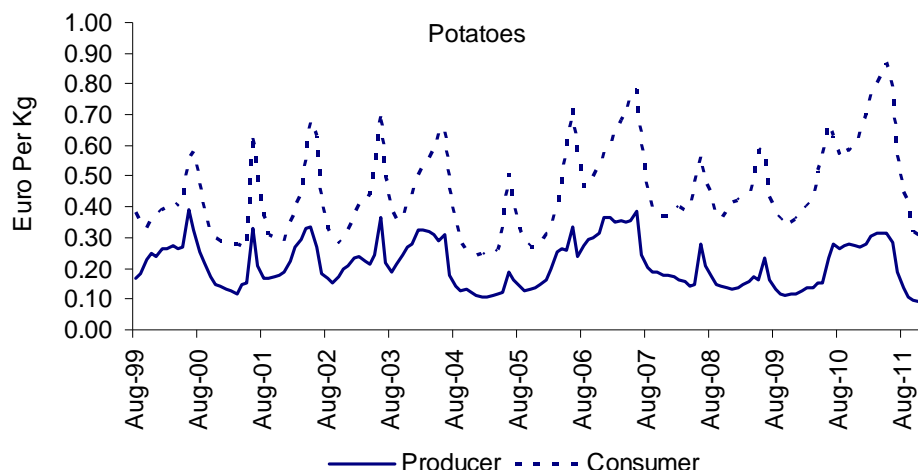 Potatoes
Euro Per Kg
1.00
0.90
0.80
0.70
0.60
0.50
0.40
0.30
0.20
0.10
0.00
Aug-99
Aug-00
Aug-01
Aug-02
Aug-03
Aug-04
Aug-05
Aug-06
Aug-07
Aug-08
Aug-09
Aug-10
Aug-11
Producer
Consumer